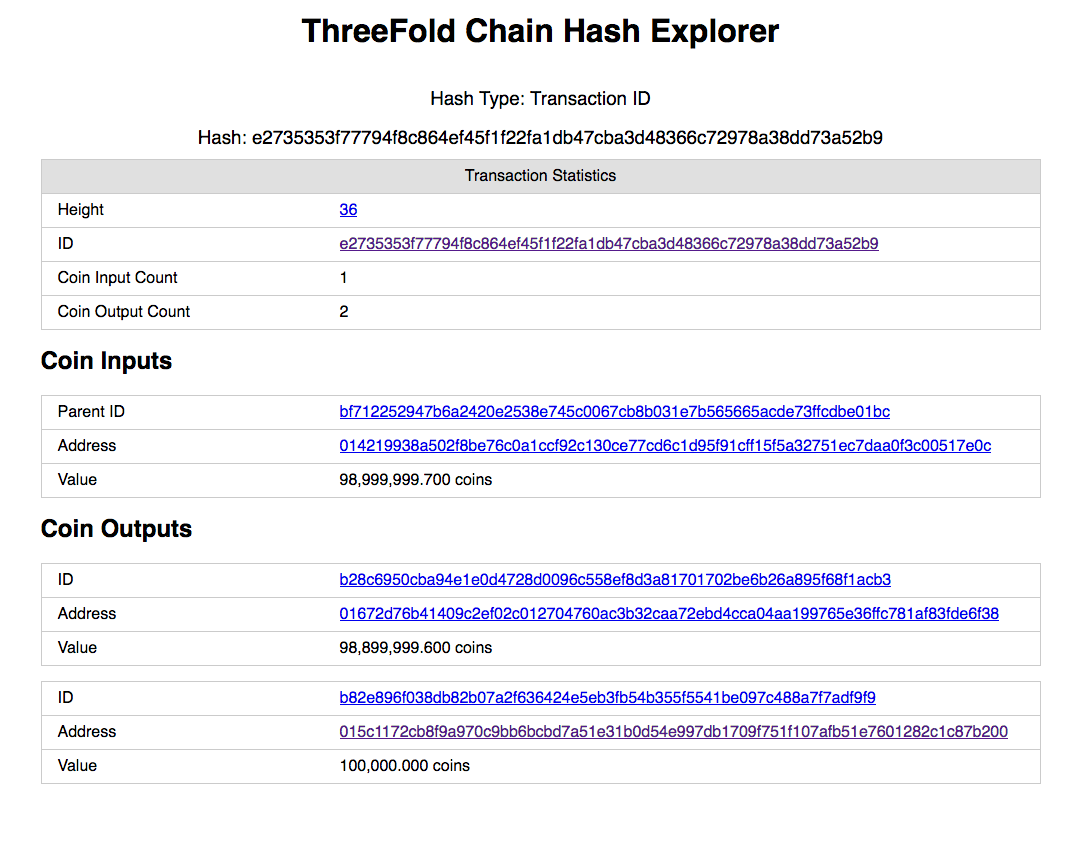 ThreeFold Chain Hash Explorer
Hash Type: Transaction ID
Hash: e2735353f77794f8c864ef45f1f22fa1db47cba3d48366c72978a38dd73a52b9
Transaction Statistics
Height 36
ID e2735353f77794f8c864ef45f1f22fa1db47cba3d48366c72978a38dd73a52b9
Coin Input Count 1
Coin Output Count 2
Coin Inputs
Parent ID bf712252947b6a2420e2538e745c0067cb8b031e7b565665acde73ffcdbe01bc
Address 014219938a502f8be76c0a1ccf92c130ce77cd6c1d95f91cff15f5a32751ec7daa0f3c00517e0c
Value 98,999,999.700 coins
Coin Outputs
ID b28c6950cba94e1e0d4728d0096c558ef8d3a81701702be6b26a895f68f1acb3
Address 01672d76b41409c2ef02c012704760ac3b32caa72ebd4cca04aa199765e36ffc781af83fde6f38
Value 98,899,999.600 coins
ID b82e896f038db82b07a2f636424e5eb3fb54b355f5541be097c488a7f7adf9f9
Address 015c1172cb8f9a970c9bb6bcbd7a51e31b0d54e997db1709f751f107afb51e7601282c1c87b200
Value 100,000.000 coins